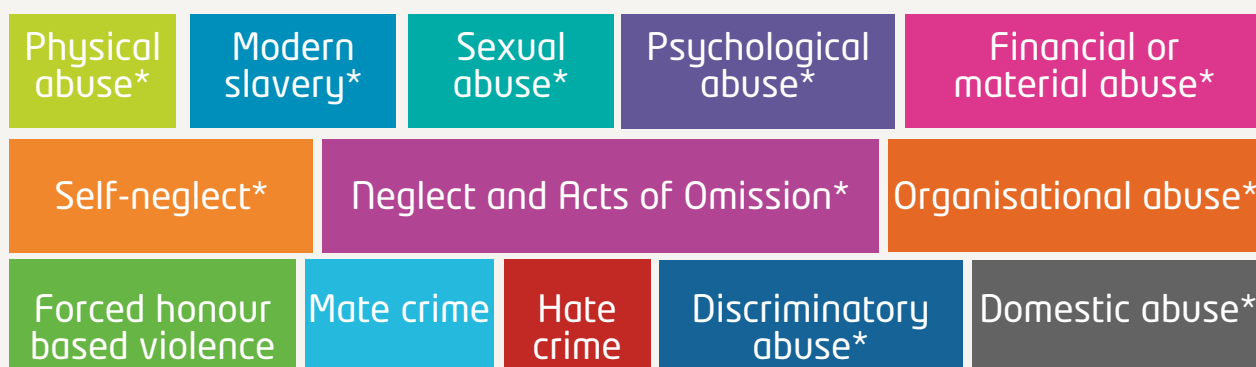 Physical
abuse*
Modern
slavery*
Sexual
abuse*
Psychological
abuse*
Financial or
material abuse*
Self-neglect*
Neglect and Acts of Omission*
Organisational abuse*
Forced honour
based violence
Mate crime
Hate
crime
Discriminatory
abuse*
Domestic abuse*